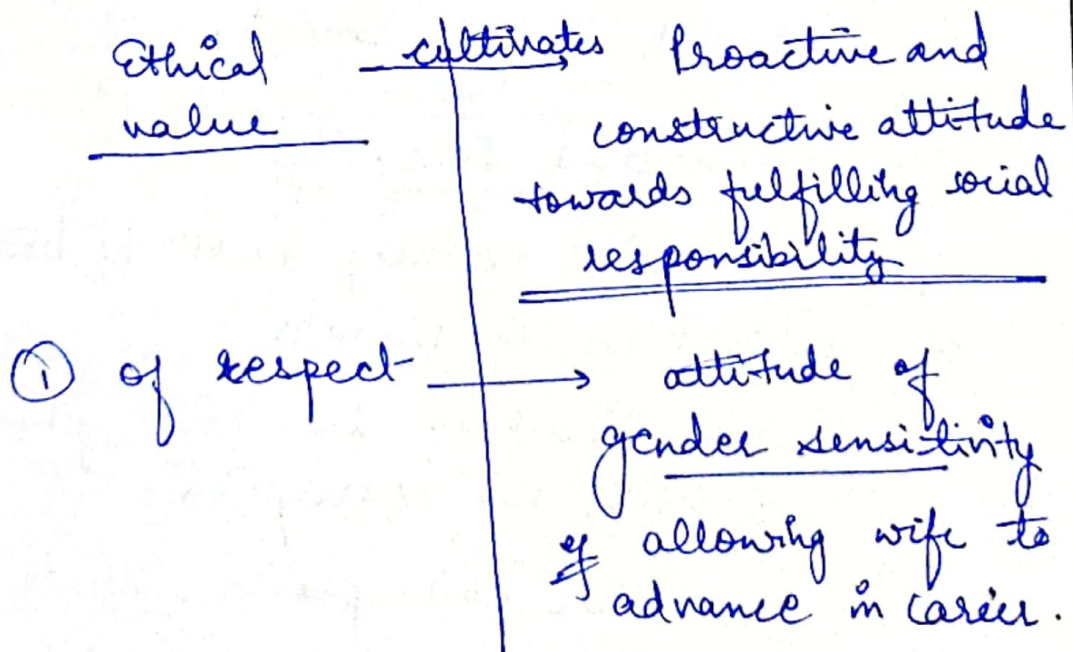 Ethical cultivates Proactive and
value constructive attitude
towards fulfilling social
responsibility
① of respect → attitude of
gender sensitivity
of allowing wife to
advance in career.